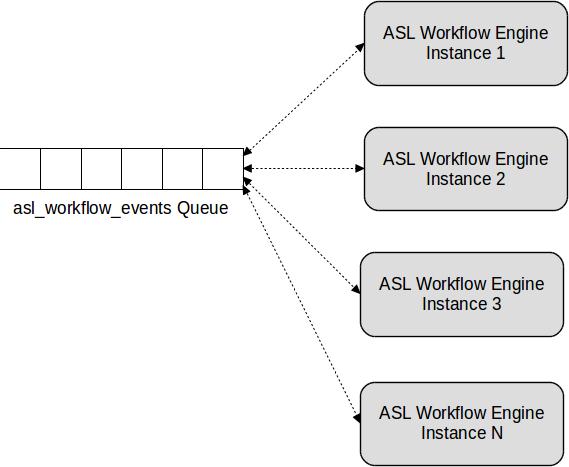 ASL Workflow Engine
Instance 1
ASL Workflow Engine
Instance 2
asl_workflow_events Queue
ASL Workflow Engine
Instance 3
ASL Workflow Engine
Instance N